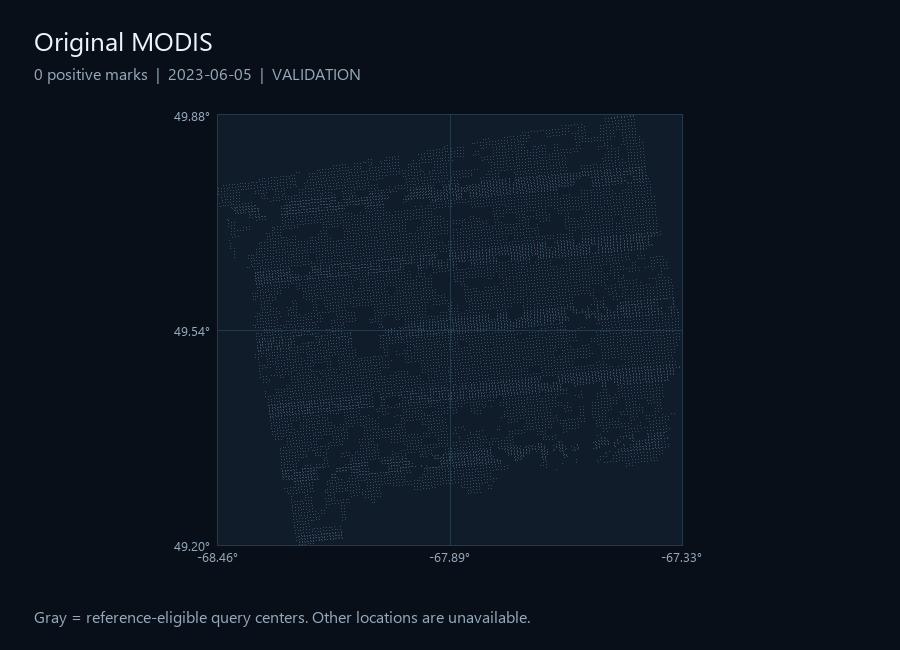 Original MODIS
0 positive marks | 2023-06-05 | VALIDATION
49.88°
49.54°
49.20°
-68.46°
-67.89°
-67.33°
Gray = reference-eligible query centers. Other locations are unavailable.